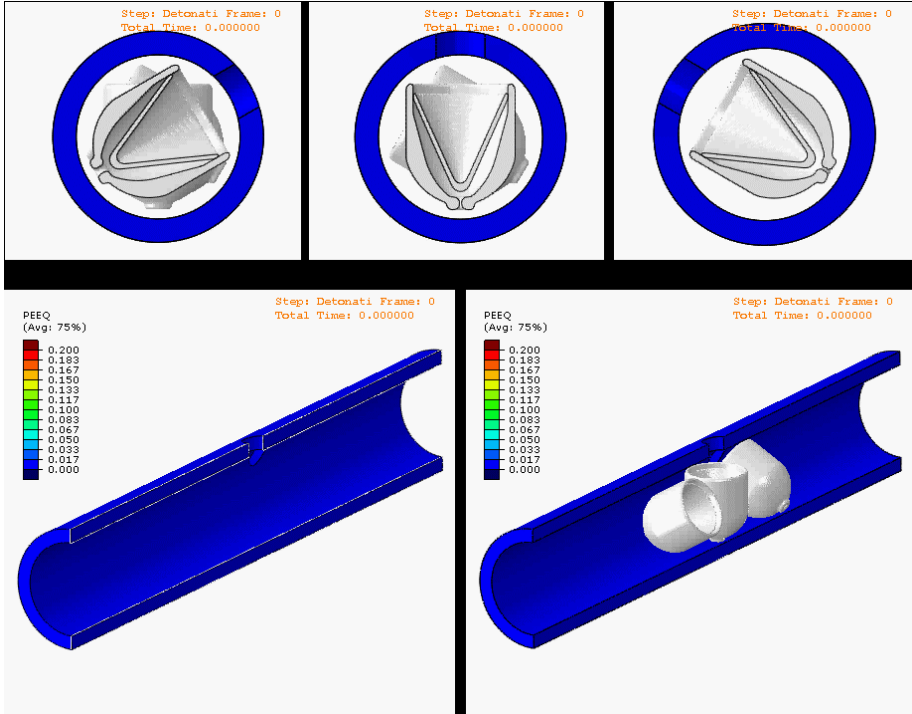 Step: Detonati Frame: 0
Total Time: 0.000000
Step: Detonati Frame: 0
Total Time: 0.000000
Step: Detonati Frame: 0
Total Time: 0.000000
Step: Detonati Frame: 0
Total Time: 0.000000
PEEQ
(Avg: 75%)
0.200
0.183
0.167
0.150
0.133
0.117
0.100
0.083
0.067
0.050
0.033
0.017
0.000
Step: Detonati Frame: 0
Total Time: 0.000000
PEEQ
(Avg: 75%)
0.200
0.183
0.167
0.150
0.133
0.117
0.100
0.083
0.067
0.050
0.033
0.017
0.000